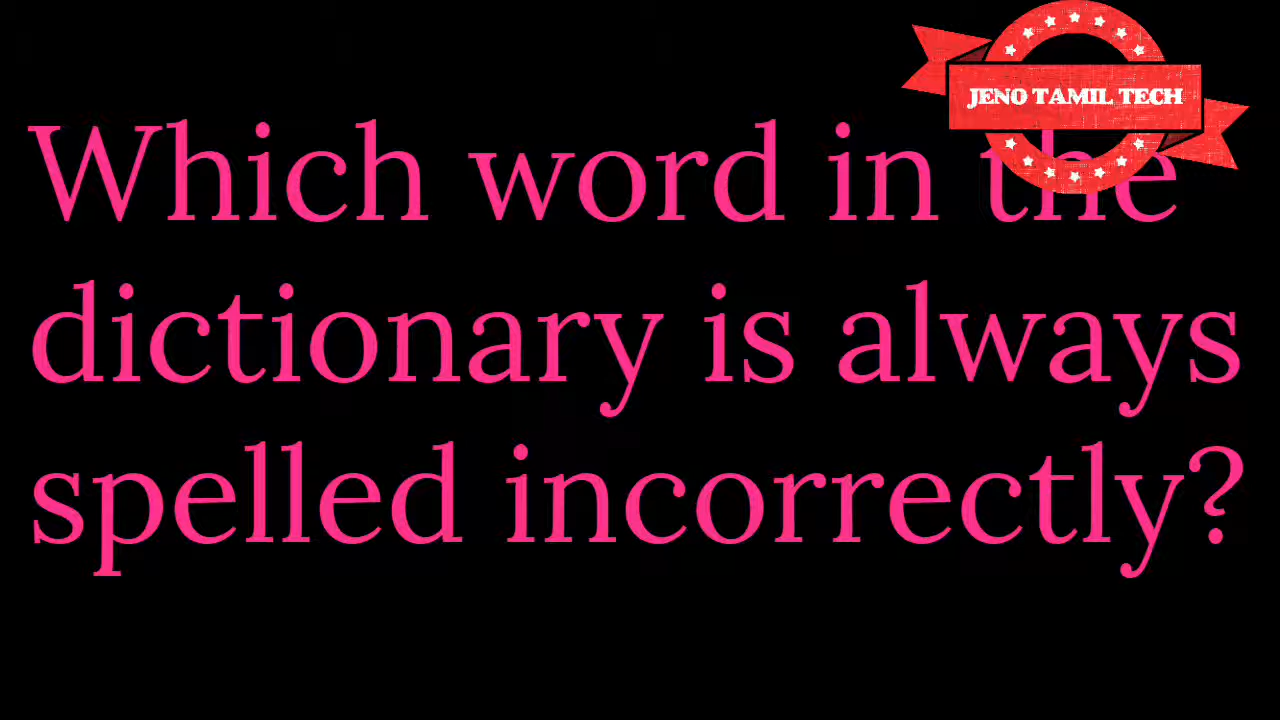 JENO TAMIL TECH
Which word in the
dictionary is always
spelled incorrectly?